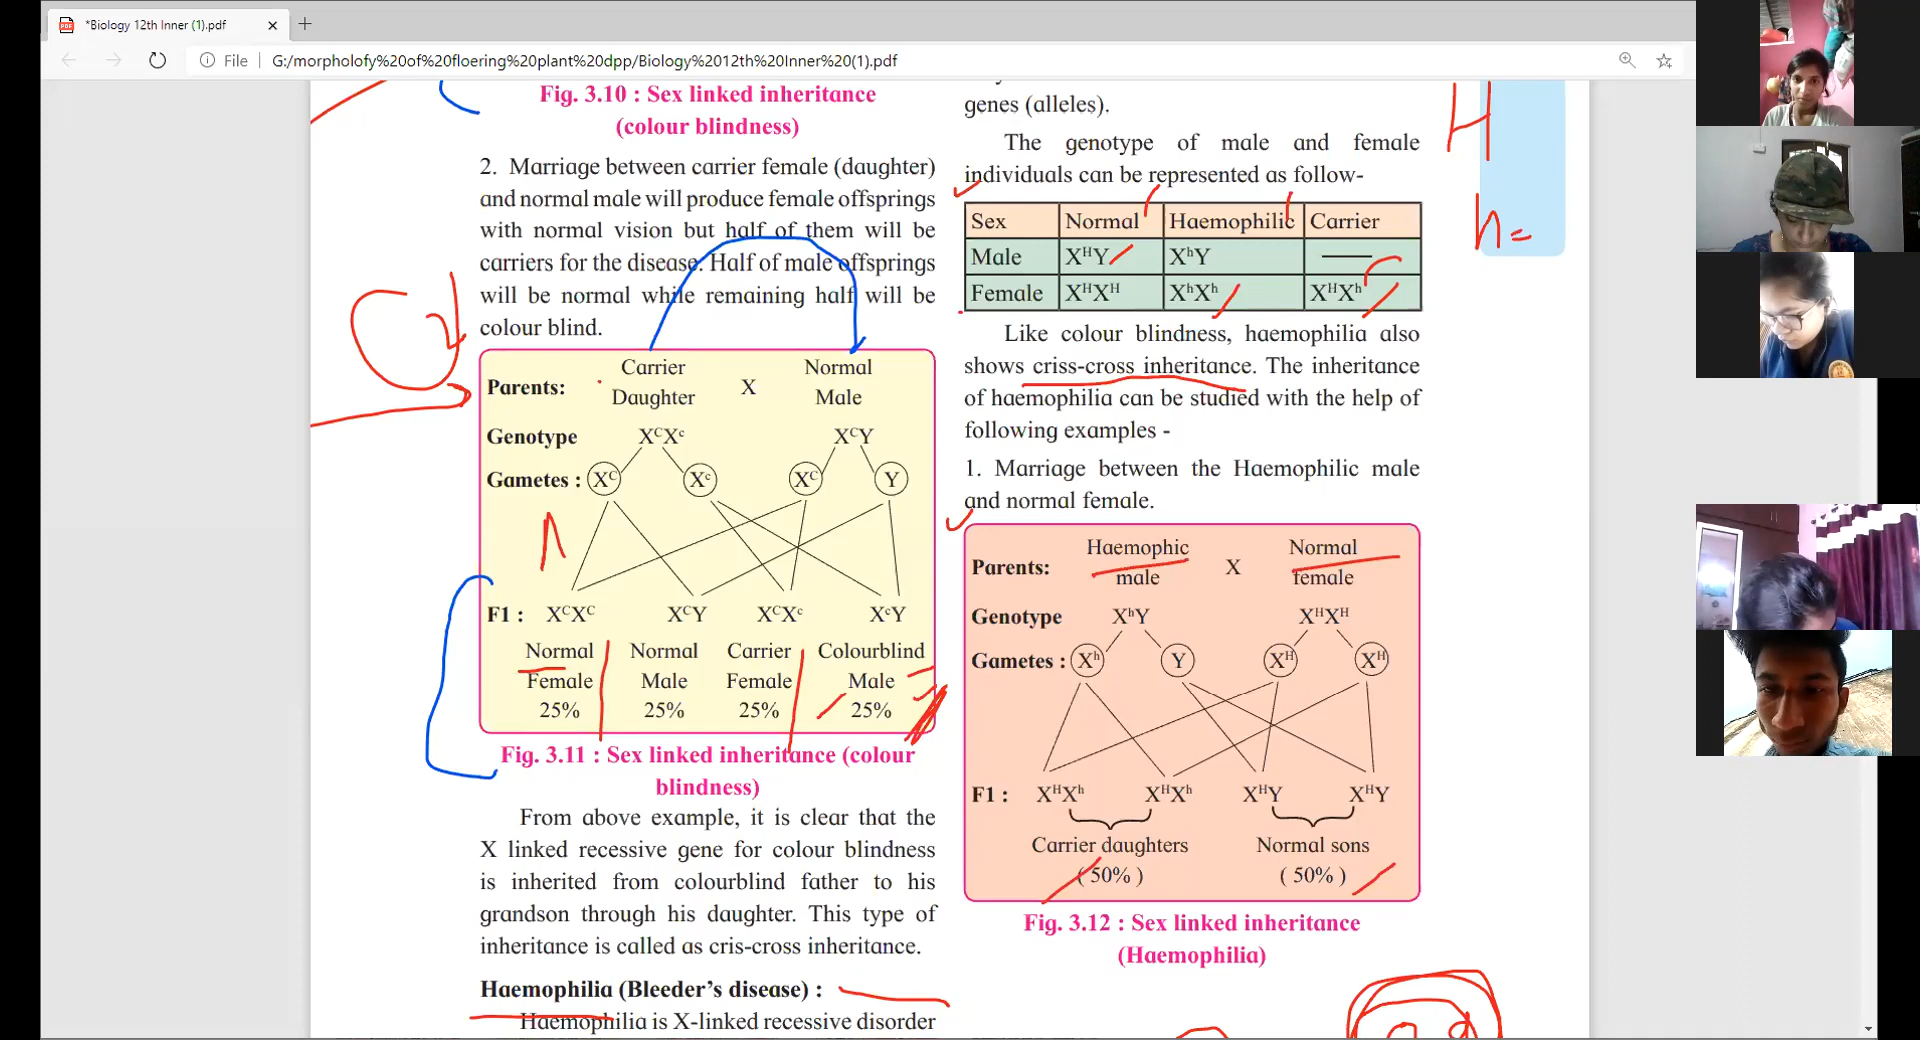 *Biology 12th Inner (1).pdf
File G:/morpholofy%20of%20floering%20plant%20dpp/Biology%2012th%20Inner%20(1).pdf
Fig. 3.10 : Sex linked inheritance
(colour blindness)
2. Marriage between carrier female (daughter)
and normal male will produce female offsprings
with normal vision but half of them will be
carriers for the disease. Half of male offsprings
will be normal while remaining half will be
colour blind.
Parents: Carrier Daughter X Normal Male
Genotype XᶜXᶜ XᶜY
Gametes : Xᶜ Xᶜ Xᶜ Y
F1 : XᶜXᶜ XᶜY XᶜXᶜ XᶜY
Normal Normal Carrier Colourblind
Female Male Female Male
25% 25% 25% 25%
Fig. 3.11 : Sex linked inheritance (colour
blindness)
From above example, it is clear that the
X linked recessive gene for colour blindness
is inherited from colourblind father to his
grandson through his daughter. This type of
inheritance is called as cris-cross inheritance.
Haemophilia (Bleeder's disease) :
Haemophilia is X-linked recessive disorder
genes (alleles).
The genotype of male and female
individuals can be represented as follow-
Sex Normal Haemophilic Carrier
Male XᴴY XʰY —
Female XᴴXᴴ XʰXʰ XᴴXʰ
Like colour blindness, haemophilia also
shows criss-cross inheritance. The inheritance
of haemophilia can be studied with the help of
following examples -
1. Marriage between the Haemophilic male
and normal female.
Parents: Haemophic male X Normal female
Genotype XʰY XᴴXᴴ
Gametes : Xʰ Y Xᴴ Xᴴ
F1 : XᴴXʰ XᴴXʰ XᴴY XᴴY
Carrier daughters Normal sons
( 50% ) ( 50% )
Fig. 3.12 : Sex linked inheritance
(Haemophilia)
H
h=